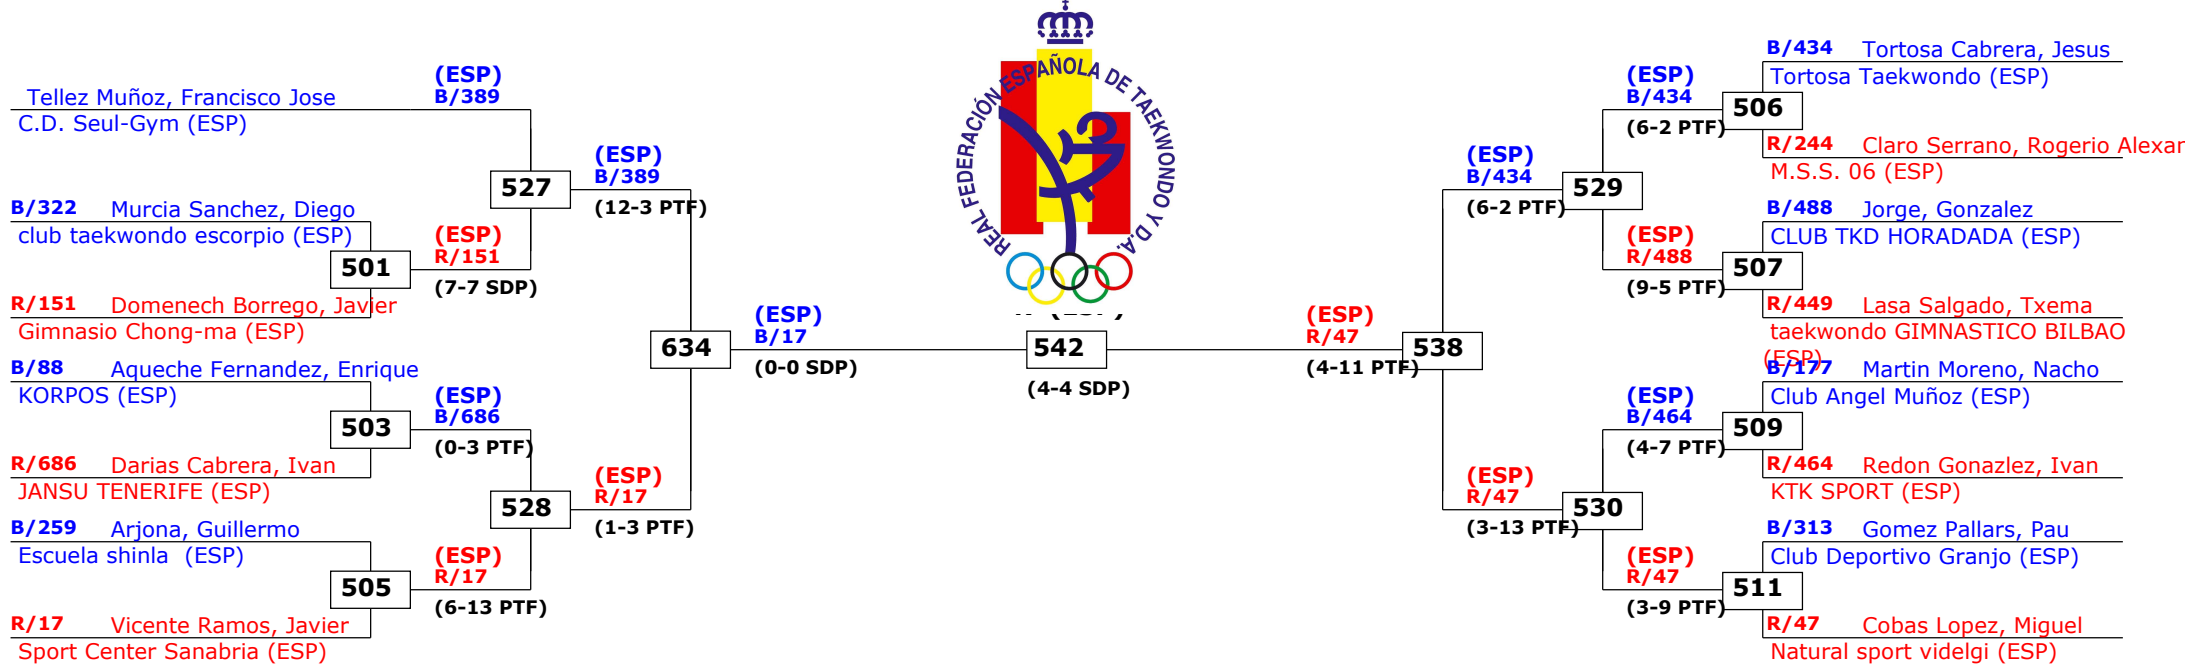 (ESP)
B/389
Tellez Muñoz, Francisco Jose
C.D. Seul-Gym (ESP)
527
(ESP)
B/389
(12-3 PTF)
B/322 Murcia Sanchez, Diego
club taekwondo escorpio (ESP)
501
(ESP)
R/151
(7-7 SDP)
R/151 Domenech Borrego, Javier
Gimnasio Chong-ma (ESP)
634
(ESP)
B/17
(0-0 SDP)
B/88 Aqueche Fernandez, Enrique
KORPOS (ESP)
503
(ESP)
B/686
(0-3 PTF)
R/686 Darias Cabrera, Ivan
JANSU TENERIFE (ESP)
528
(ESP)
R/17
(1-3 PTF)
B/259 Arjona, Guillermo
Escuela shinla (ESP)
505
(ESP)
R/17
(6-13 PTF)
R/17 Vicente Ramos, Javier
Sport Center Sanabria (ESP)
REAL FEDERACIÓN ESPAÑOLA DE TAEKWONDO Y D.A.
542
(4-4 SDP)
B/434 Tortosa Cabrera, Jesus
Tortosa Taekwondo (ESP)
(ESP)
B/434
(6-2 PTF)
506
R/244 Claro Serrano, Rogerio Alexar
M.S.S. 06 (ESP)
(ESP)
B/434
(6-2 PTF)
529
B/488 Jorge, Gonzalez
CLUB TKD HORADADA (ESP)
(ESP)
R/488
(9-5 PTF)
507
R/449 Lasa Salgado, Txema
taekwondo GIMNASTICO BILBAO
(ESP)
(ESP)
R/47
(4-11 PTF)
538
B/177 Martin Moreno, Nacho
Club Angel Muñoz (ESP)
(ESP)
B/464
(4-7 PTF)
509
R/464 Redon Gonazlez, Ivan
KTK SPORT (ESP)
(ESP)
R/47
(3-13 PTF)
530
B/313 Gomez Pallars, Pau
Club Deportivo Granjo (ESP)
(ESP)
R/47
(3-9 PTF)
511
R/47 Cobas Lopez, Miguel
Natural sport videlgi (ESP)